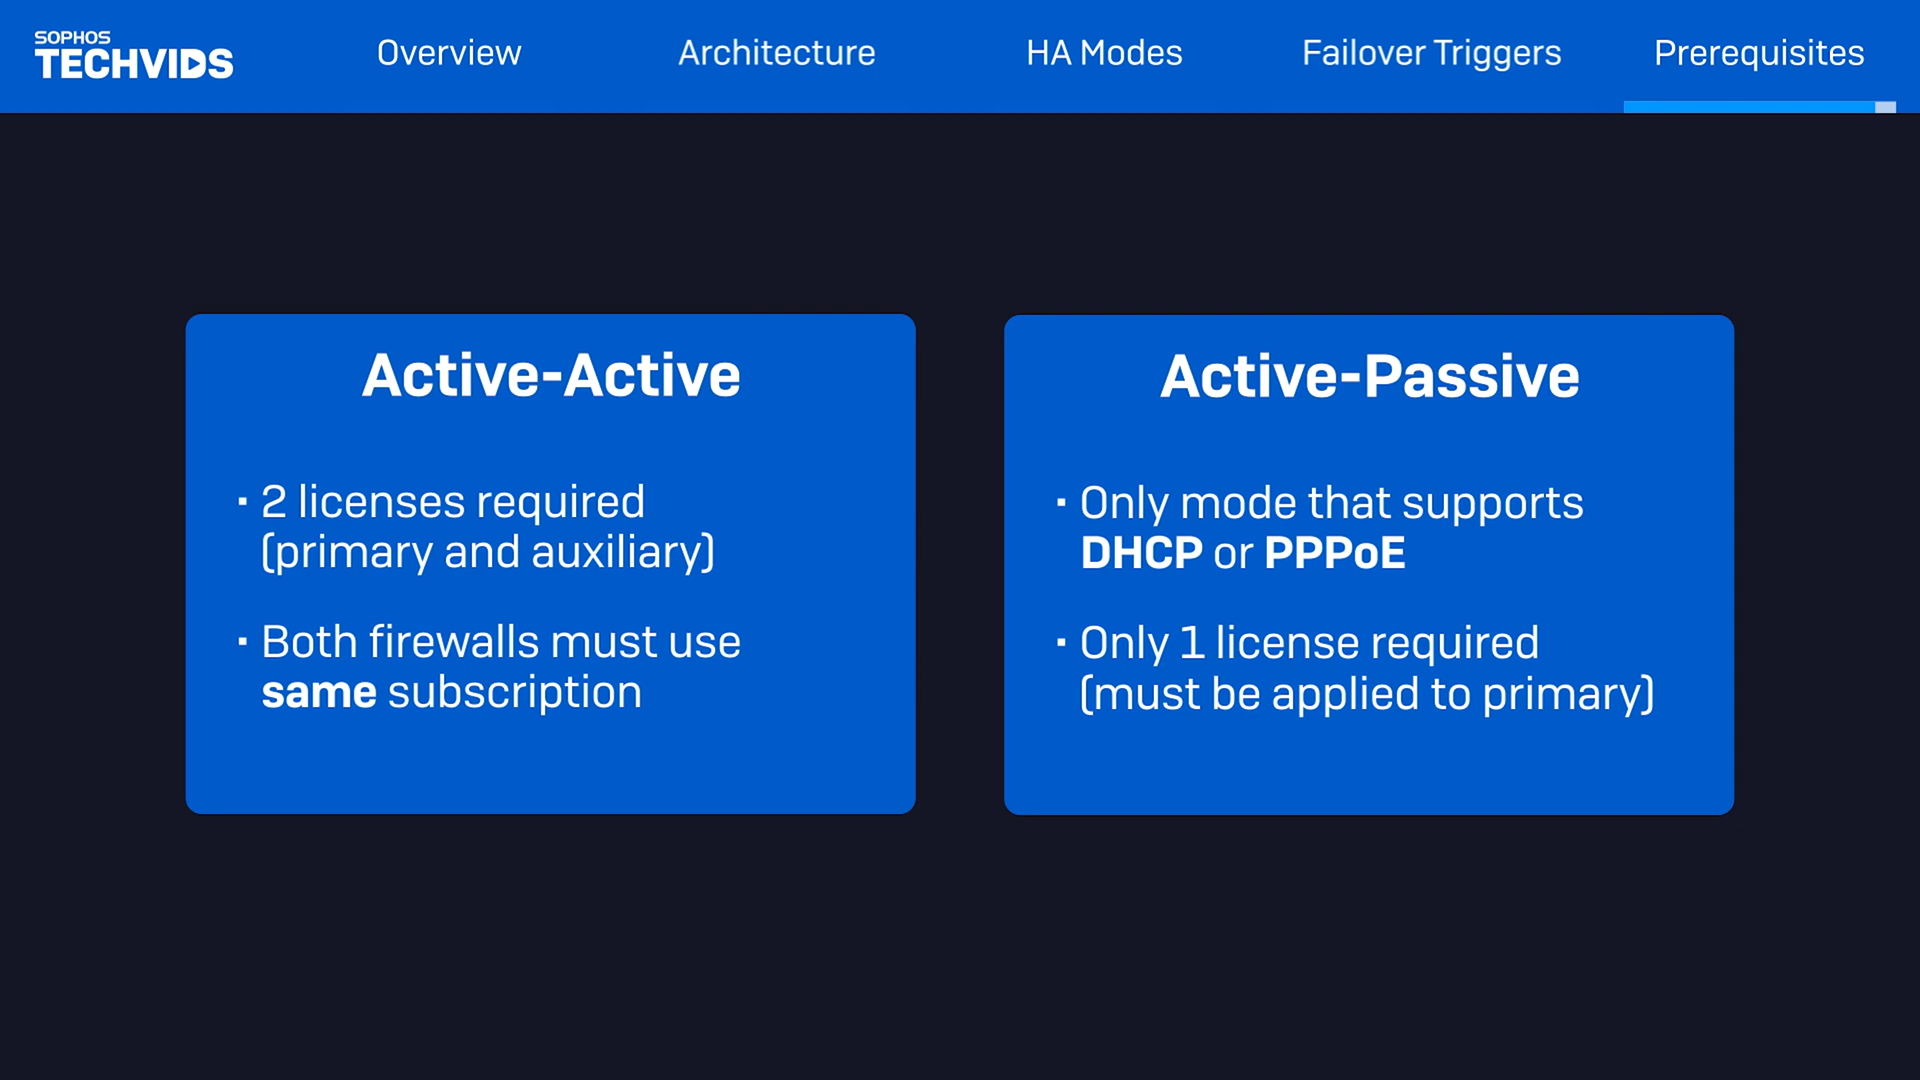 SOPHOS
TECHVIDS
Overview
Architecture
HA Modes
Failover Triggers
Prerequisites
Active-Active
· 2 licenses required
(primary and auxiliary)
· Both firewalls must use
same subscription
Active-Passive
· Only mode that supports
DHCP or PPPoE
· Only 1 license required
(must be applied to primary)